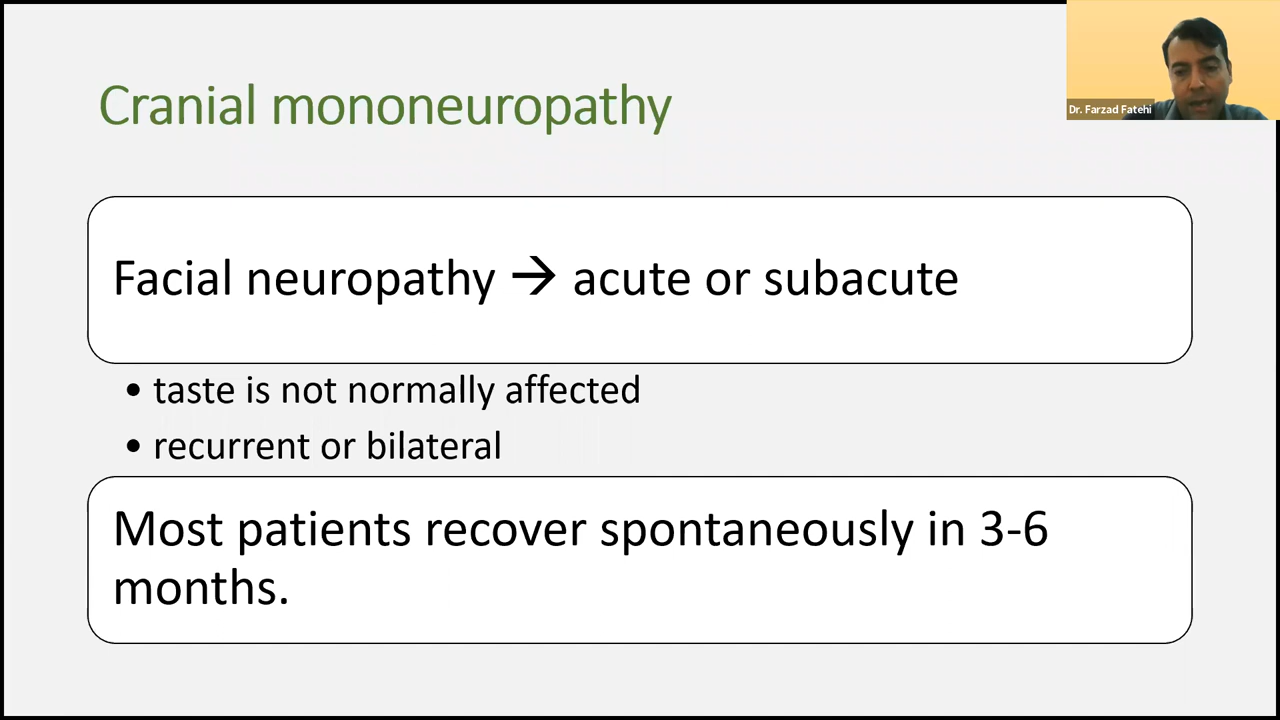 Cranial mononeuropathy
Dr. Farzad Fatehi
Facial neuropathy → acute or subacute
• taste is not normally affected
• recurrent or bilateral
Most patients recover spontaneously in 3-6
months.